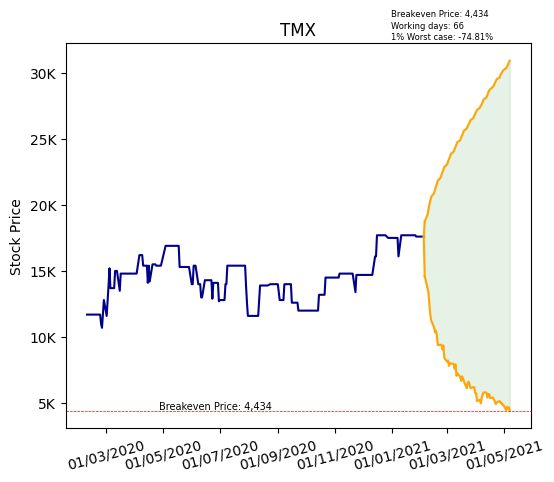 Breakeven Price: 4,434
Working days: 66
1% Worst case: -74.81%
TMX
Stock Price
30K
25K
20K
15K
10K
5K
Breakeven Price: 4,434
01/03/2020
01/05/2020
01/07/2020
01/09/2020
01/11/2020
01/01/2021
01/03/2021
01/05/2021